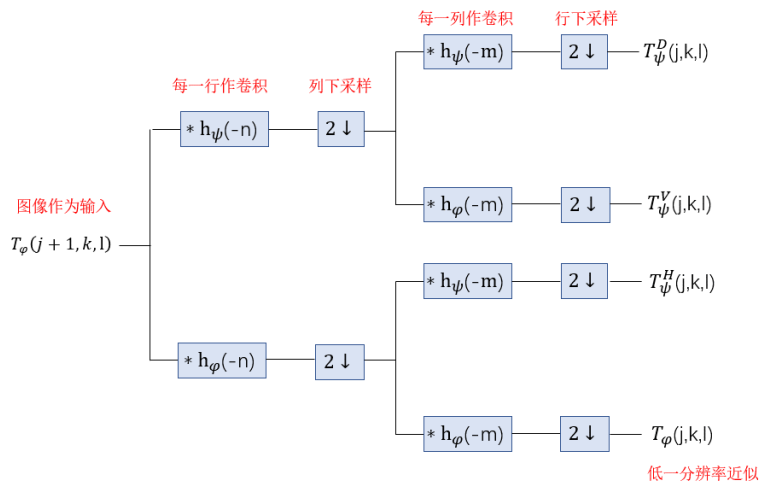 每一列作卷积 行下采样
∗ h_ψ(-m) 2↓ T_ψ^D(j,k,l)
每一行作卷积 列下采样
∗ h_ψ(-n) 2↓
图像作为输入
∗ h_φ(-m) 2↓ T_ψ^V(j,k,l)
T_φ(j + 1, k, l)
∗ h_ψ(-m) 2↓ T_ψ^H(j,k,l)
∗ h_φ(-n) 2↓
∗ h_φ(-m) 2↓ T_φ(j,k,l)
低一分辨率近似